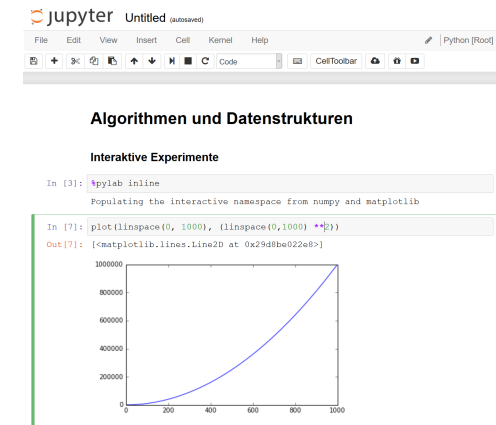 jupyter Untitled (autosaved)
File Edit View Insert Cell Kernel Help Python [Root]
Code CellToolbar
Algorithmen und Datenstrukturen
Interaktive Experimente
In [3]: %pylab inline
Populating the interactive namespace from numpy and matplotlib
In [7]: plot(linspace(0, 1000), (linspace(0,1000) **2))
Out[7]: [<matplotlib.lines.Line2D at 0x29d8be022e8>]
1000000
800000
600000
400000
200000
0
0 200 400 600 800 1000